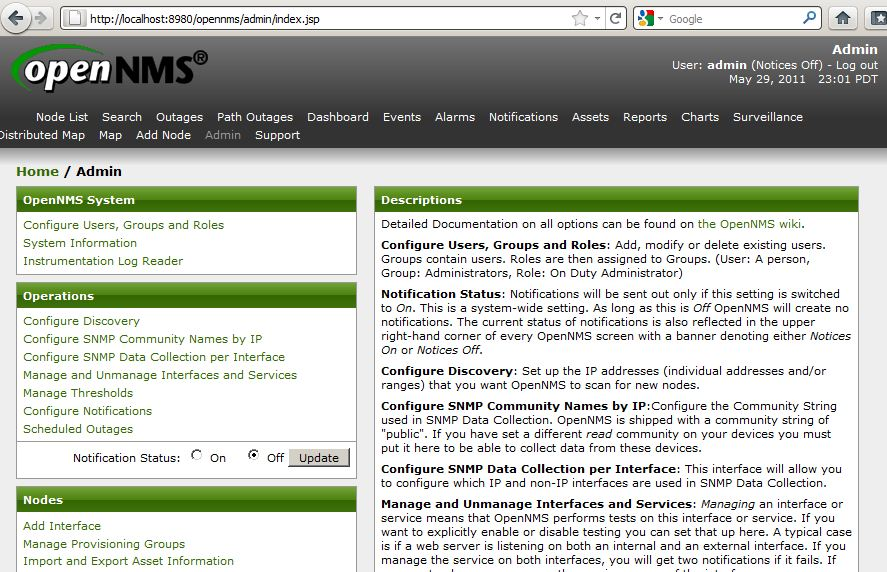 http://localhost:8980/opennms/admin/index.jsp
Google
openNMS®
Admin
User: admin (Notices Off) - Log out
May 29, 2011 23:01 PDT
Node List Search Outages Path Outages Dashboard Events Alarms Notifications Assets Reports Charts Surveillance
Distributed Map Map Add Node Admin Support
Home / Admin
OpenNMS System
Configure Users, Groups and Roles
System Information
Instrumentation Log Reader
Operations
Configure Discovery
Configure SNMP Community Names by IP
Configure SNMP Data Collection per Interface
Manage and Unmanage Interfaces and Services
Manage Thresholds
Configure Notifications
Scheduled Outages
Notification Status: On Off Update
Nodes
Add Interface
Manage Provisioning Groups
Import and Export Asset Information
Descriptions
Detailed Documentation on all options can be found on the OpenNMS wiki.
Configure Users, Groups and Roles: Add, modify or delete existing users.
Groups contain users. Roles are then assigned to Groups. (User: A person,
Group: Administrators, Role: On Duty Administrator)
Notification Status: Notifications will be sent out only if this setting is switched
to On. This is a system-wide setting. As long as this is Off OpenNMS will create no
notifications. The current status of notifications is also reflected in the upper
right-hand corner of every OpenNMS screen with a banner denoting either Notices
On or Notices Off.
Configure Discovery: Set up the IP addresses (individual addresses and/or
ranges) that you want OpenNMS to scan for new nodes.
Configure SNMP Community Names by IP:Configure the Community String
used in SNMP Data Collection. OpenNMS is shipped with a community string of
"public". If you have set a different read community on your devices you must
put it here to be able to collect data from these devices.
Configure SNMP Data Collection per Interface: This interface will allow you
to configure which IP and non-IP interfaces are used in SNMP Data Collection.
Manage and Unmanage Interfaces and Services: Managing an interface or
service means that OpenNMS performs tests on this interface or service. If you
want to explicitly enable or disable testing you can set that up here. A typical case
is if a web server is listening on both an internal and an external interface. If you
manage the service on both interfaces, you will get two notifications if it fails. If